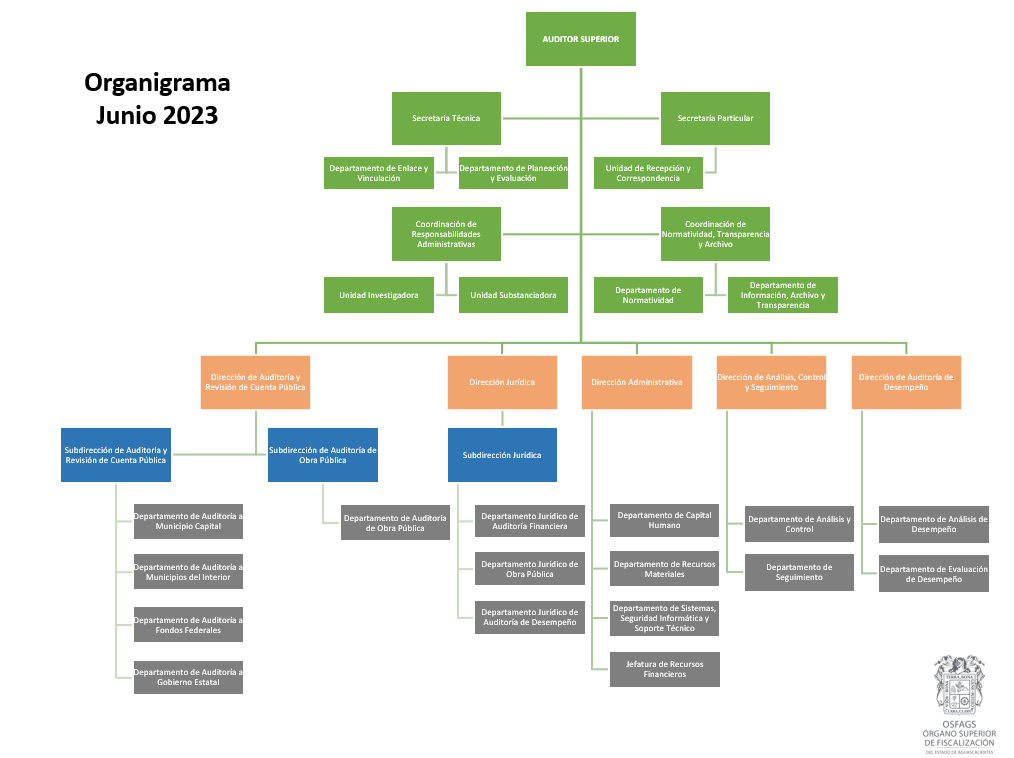 Organigrama
Junio 2023
AUDITOR SUPERIOR
Secretaría Técnica
Secretaría Particular
Departamento de Enlace y
Vinculación
Departamento de Planeación
y Evaluación
Unidad de Recepción y
Correspondencia
Coordinación de
Responsabilidades
Administrativas
Coordinación de
Normatividad, Transparencia
y Archivo
Unidad Investigadora
Unidad Substanciadora
Departamento de
Normatividad
Departamento de
Información, Archivo y
Transparencia
Dirección de Auditoría y
Revisión de Cuenta Pública
Dirección Jurídica
Dirección Administrativa
Dirección de Análisis, Control
y Seguimiento
Dirección de Auditoría de
Desempeño
Subdirección de Auditoría y
Revisión de Cuenta Pública
Subdirección de Auditoría de
Obra Pública
Subdirección Jurídica
Departamento de Auditoría a
Municipio Capital
Departamento de Auditoría a
Municipios del Interior
Departamento de Auditoría a
Fondos Federales
Departamento de Auditoría a
Gobierno Estatal
Departamento de Auditoría
de Obra Pública
Departamento Jurídico de
Auditoría Financiera
Departamento Jurídico de
Obra Pública
Departamento Jurídico de
Auditoría de Desempeño
Departamento de Capital
Humano
Departamento de Recursos
Materiales
Departamento de Sistemas,
Seguridad Informática y
Soporte Técnico
Jefatura de Recursos
Financieros
Departamento de Análisis y
Control
Departamento de
Seguimiento
Departamento de Análisis de
Desempeño
Departamento de Evaluación
de Desempeño
OSFAGS
ÓRGANO SUPERIOR
DE FISCALIZACIÓN
DEL ESTADO DE AGUASCALIENTES